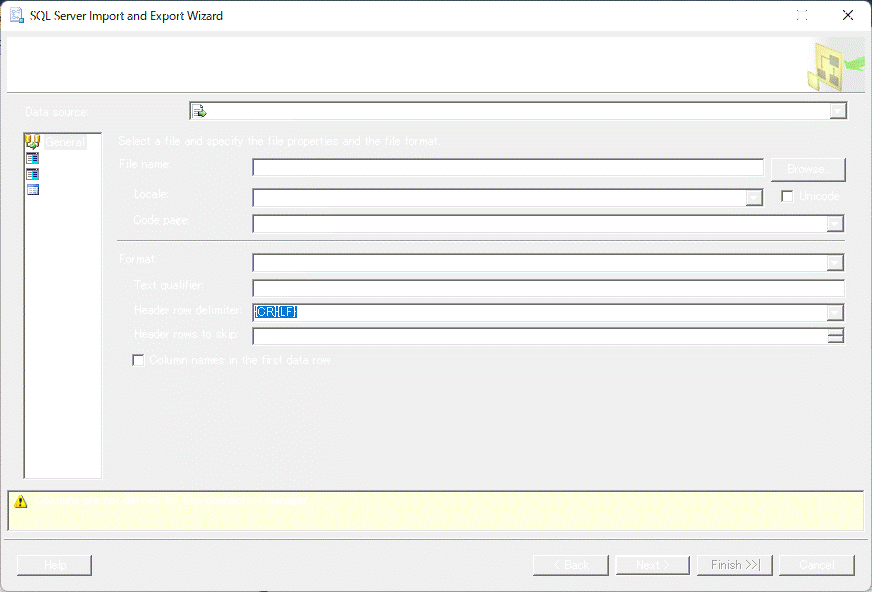 SQL Server Import and Export Wizard
Data source:
General
Select a file and specify the file properties and the file format.
File name:
Browse...
Locale:
Unicode
Code page:
Format:
Text qualifier:
Header row delimiter:
{CR}{LF}
Header rows to skip:
Column names in the first data row
Help
< Back
Next >
Finish >>|
Cancel